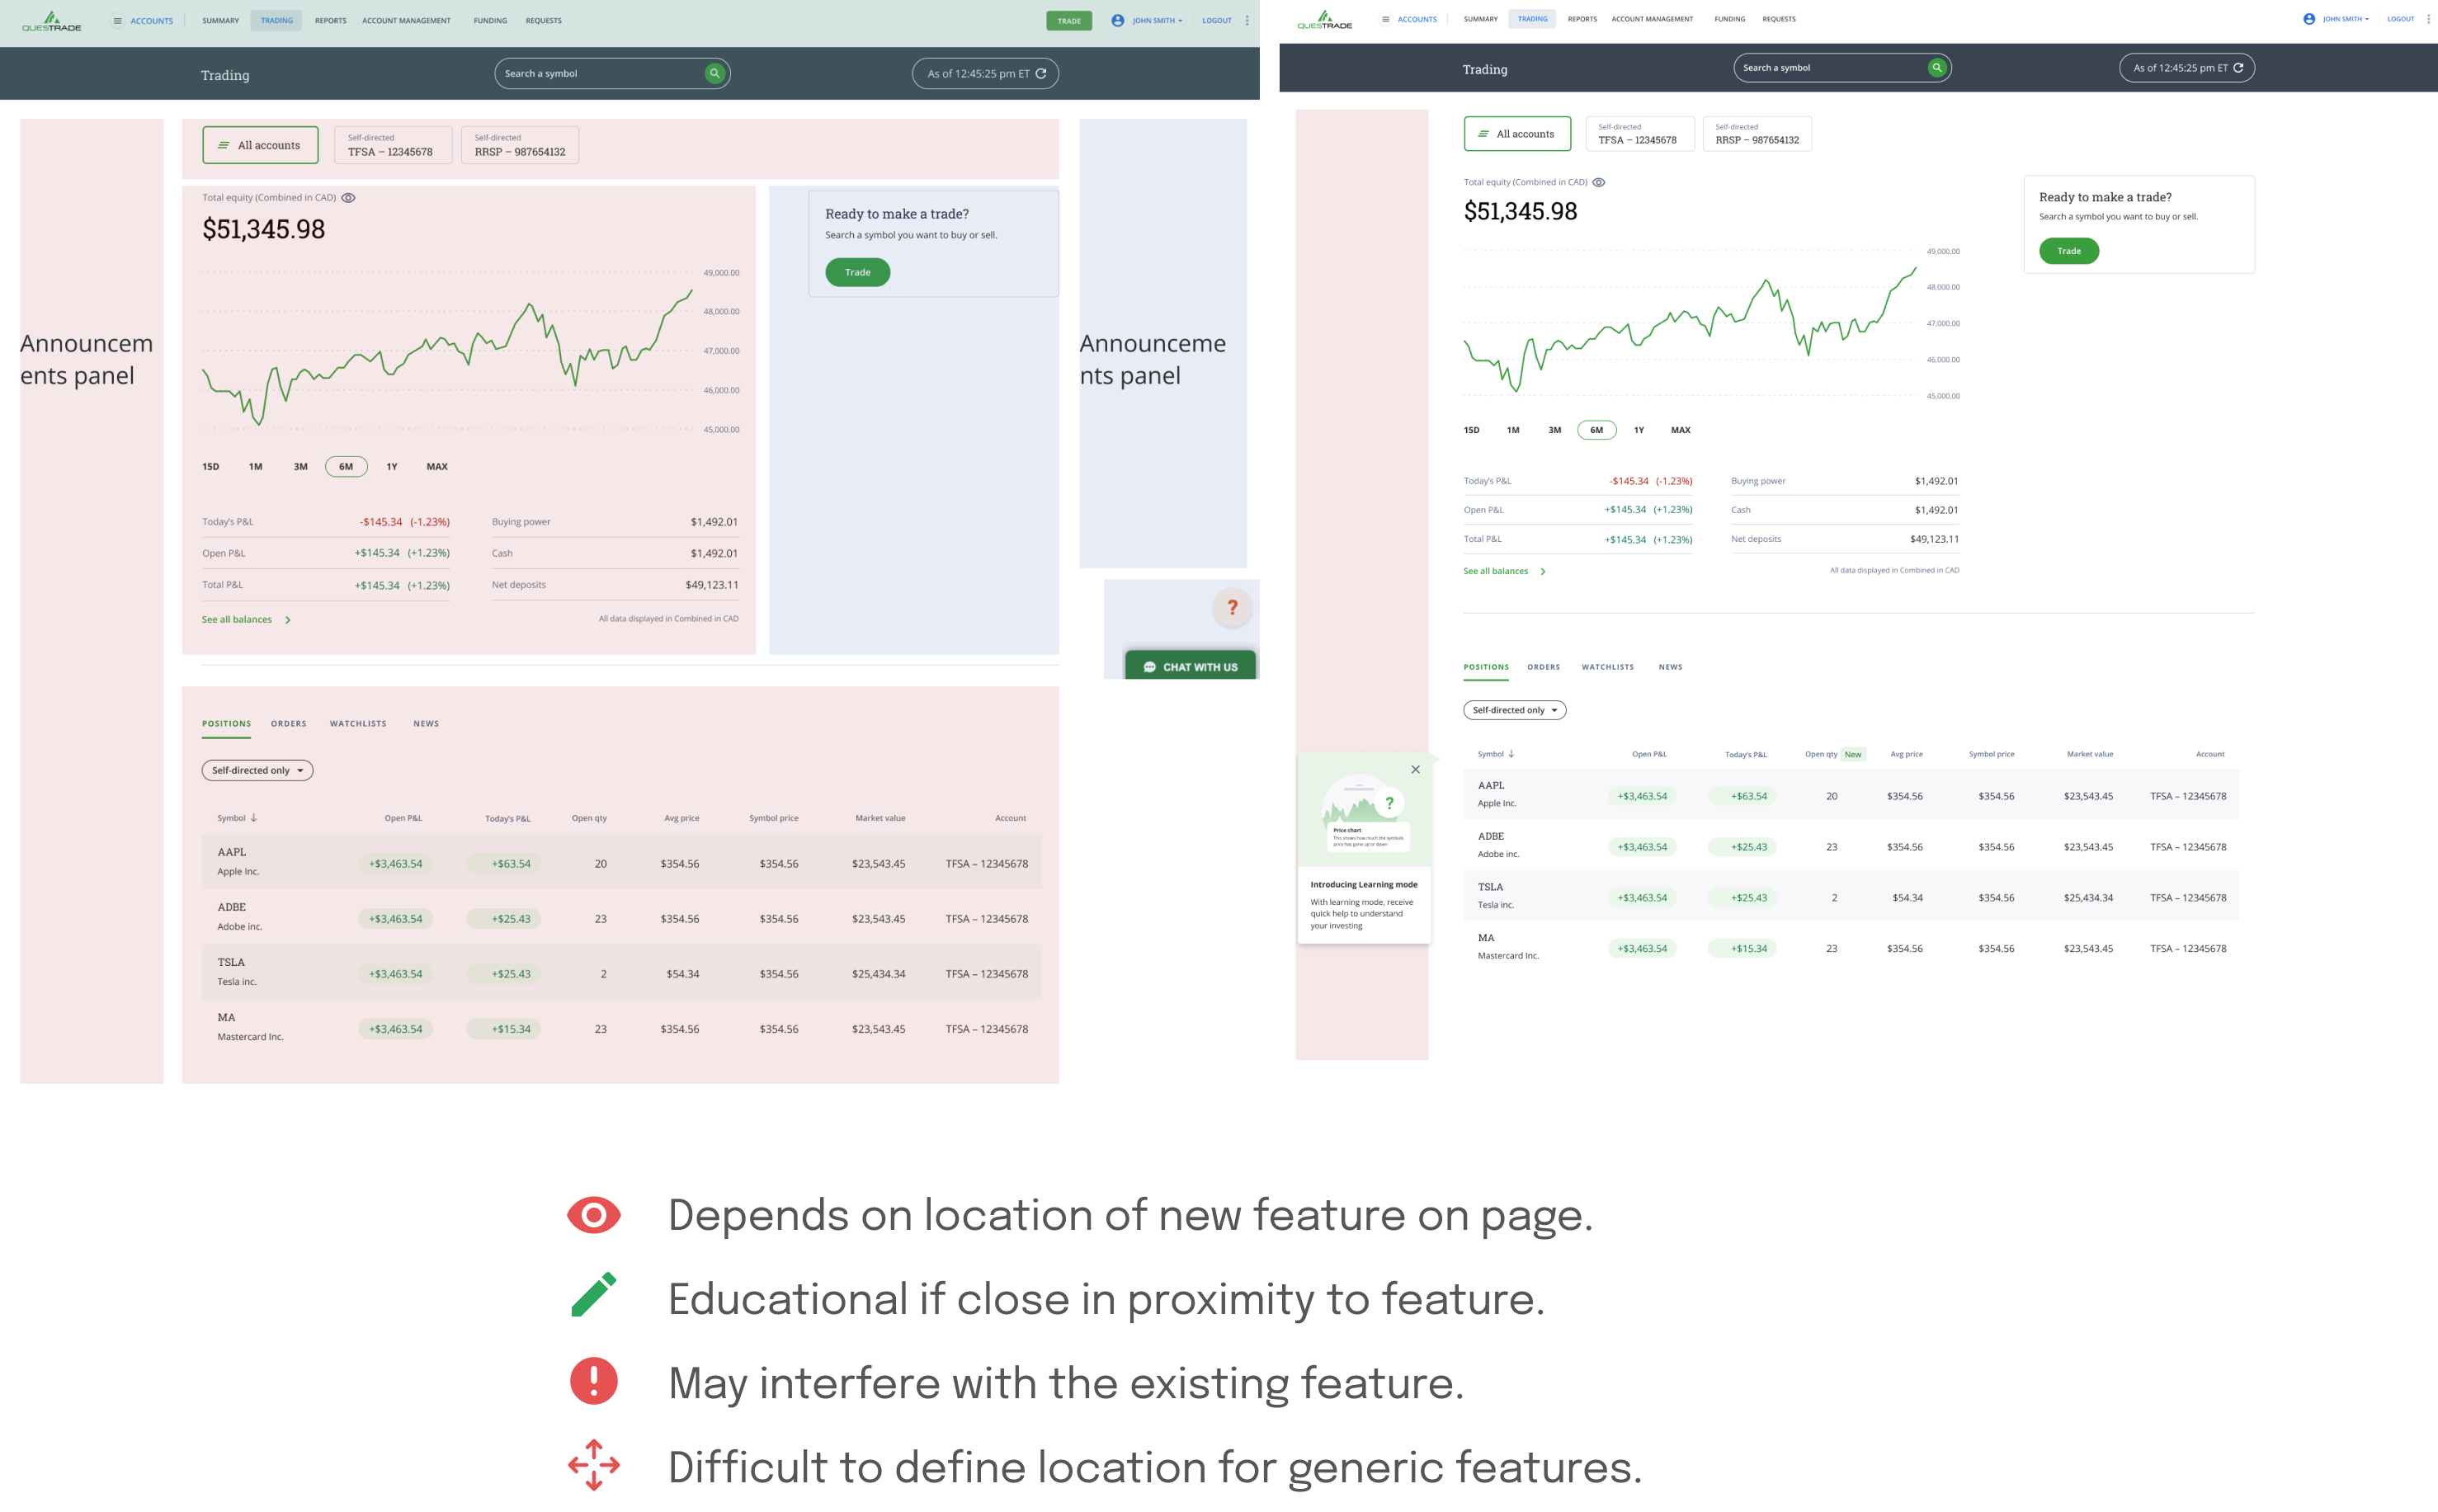 QUESTRADE
ACCOUNTS
SUMMARY TRADING REPORTS ACCOUNT MANAGEMENT FUNDING REQUESTS
TRADE
JOHN SMITH
LOGOUT
Trading
Search a symbol
As of 12:45:25 pm ET
Announcem
ents panel
All accounts
Self-directed
TFSA – 12345678
Self-directed
RRSP – 987654132
Total equity (Combined in CAD)
$51,345.98
49,000.00
48,000.00
47,000.00
46,000.00
45,000.00
15D 1M 3M 6M 1Y MAX
Today's P&L -$145.34 (-1.23%)
Open P&L +$145.34 (+1.23%)
Total P&L +$145.34 (+1.23%)
Buying power $1,492.01
Cash $1,492.01
Net deposits $49,123.11
See all balances
All data displayed in Combined in CAD
Ready to make a trade?
Search a symbol you want to buy or sell.
Trade
Announceme
nts panel
?
CHAT WITH US
POSITIONS ORDERS WATCHLISTS NEWS
Self-directed only
Symbol Open P&L Today's P&L Open qty Avg price Symbol price Market value Account
AAPL
Apple Inc.
+$3,463.54 +$63.54 20 $354.56 $354.56 $23,543.45 TFSA – 12345678
ADBE
Adobe inc.
+$3,463.54 +$25.43 23 $354.56 $354.56 $23,543.45 TFSA – 12345678
TSLA
Tesla inc.
+$3,463.54 +$25.43 2 $54.34 $354.56 $25,434.34 TFSA – 12345678
MA
Mastercard Inc.
+$3,463.54 +$15.34 23 $354.56 $354.56 $23,543.45 TFSA – 12345678
QUESTRADE
ACCOUNTS
SUMMARY TRADING REPORTS ACCOUNT MANAGEMENT FUNDING REQUESTS
JOHN SMITH
LOGOUT
Trading
Search a symbol
As of 12:45:25 pm ET
All accounts
Self-directed
TFSA – 12345678
Self-directed
RRSP – 987654132
Total equity (Combined in CAD)
$51,345.98
49,000.00
48,000.00
47,000.00
46,000.00
45,000.00
15D 1M 3M 6M 1Y MAX
Today's P&L -$145.34 (-1.23%)
Open P&L +$145.34 (+1.23%)
Total P&L +$145.34 (+1.23%)
Buying power $1,492.01
Cash $1,492.01
Net deposits $49,123.11
See all balances
All data displayed in Combined in CAD
Ready to make a trade?
Search a symbol you want to buy or sell.
Trade
POSITIONS ORDERS WATCHLISTS NEWS
Self-directed only
Symbol Open P&L Today's P&L Open qty New Avg price Symbol price Market value Account
AAPL
Apple Inc.
+$3,463.54 +$63.54 20 $354.56 $354.56 $23,543.45 TFSA – 12345678
ADBE
Adobe inc.
+$3,463.54 +$25.43 23 $354.56 $354.56 $23,543.45 TFSA – 12345678
TSLA
Tesla inc.
+$3,463.54 +$25.43 2 $54.34 $354.56 $25,434.34 TFSA – 12345678
MA
Mastercard Inc.
+$3,463.54 +$15.34 23 $354.56 $354.56 $23,543.45 TFSA – 12345678
?
Price chart
This shows how much the symbols
price has gone up or down
Introducing Learning mode
With learning mode, receive
quick help to understand
your investing
Depends on location of new feature on page.
Educational if close in proximity to feature.
May interfere with the existing feature.
Difficult to define location for generic features.